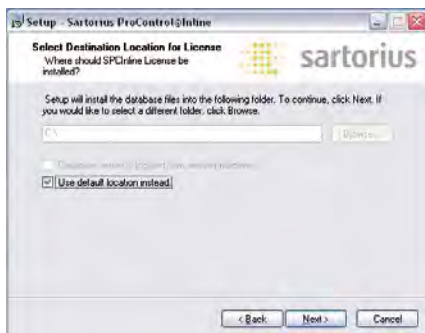 Setup - Sartorius ProControl@Inline
Select Destination Location for License
Where should SPCInline License be
installed?
sartorius
Setup will install the database files into the following folder. To continue, click Next. If
you would like to select a different folder, click Browse.
C:\
Browse...
Use default location instead.
< Back
Next >
Cancel